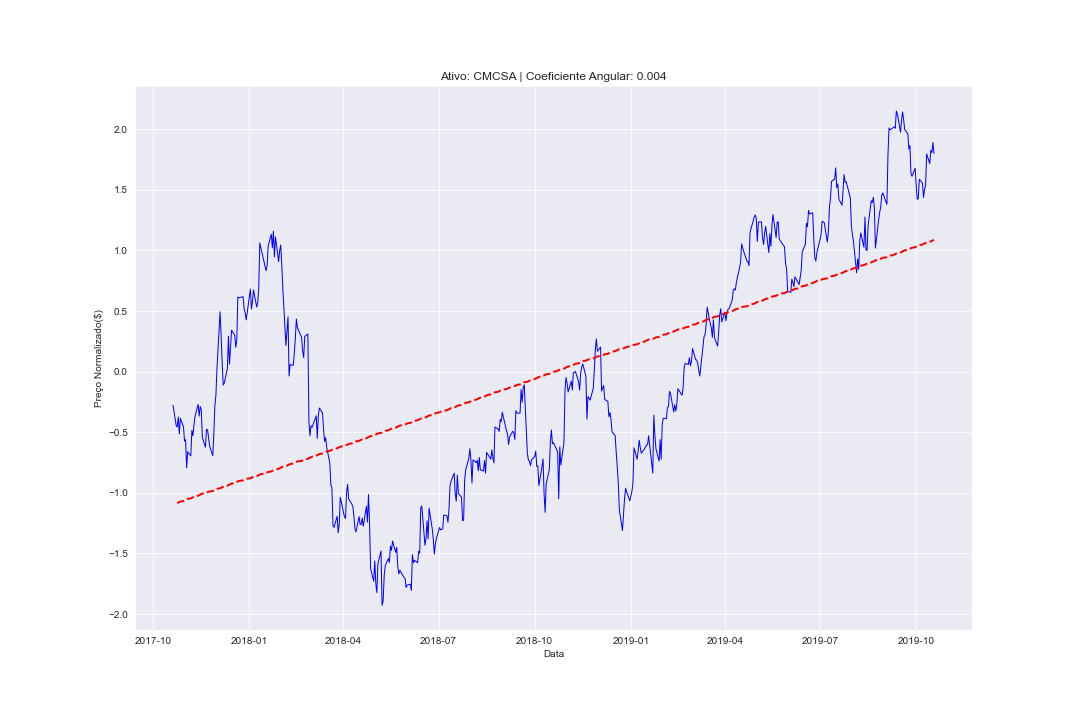 Ativo: CMCSA | Coeficiente Angular: 0.004
Preço Normalizado($)
2.0
1.5
1.0
0.5
0.0
−0.5
−1.0
−1.5
−2.0
2017-10 2018-01 2018-04 2018-07 2018-10 2019-01 2019-04 2019-07 2019-10
Data